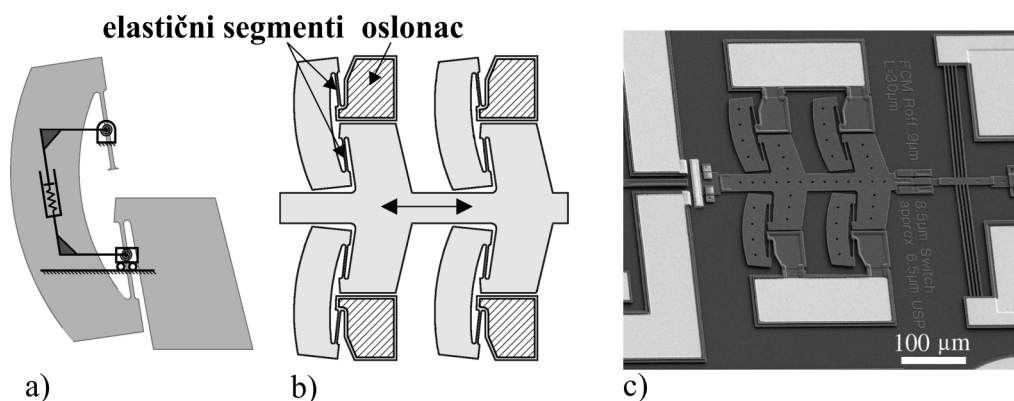 elastični segmenti oslonac
a)
b)
c)
FCM Roff 9µm
L:30µm
8.5µm Switch
approx 6.5µm USP
100 µm